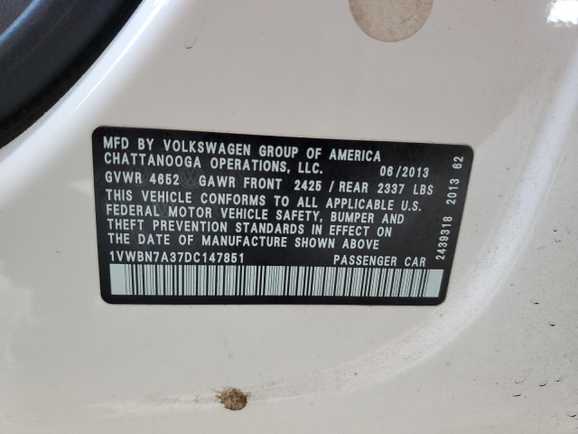 MFD BY VOLKSWAGEN GROUP OF AMERICA
CHATTANOOGA OPERATIONS, LLC. 06/2013
GVWR 4652 GAWR FRONT 2425 / REAR 2337 LBS
THIS VEHICLE CONFORMS TO ALL APPLICABLE U.S.
FEDERAL MOTOR VEHICLE SAFETY, BUMPER AND
THEFT PREVENTION STANDARDS IN EFFECT ON
THE DATE OF MANUFACTURE SHOWN ABOVE
1VWBN7A37DC147851 PASSENGER CAR
2439318 2013 62